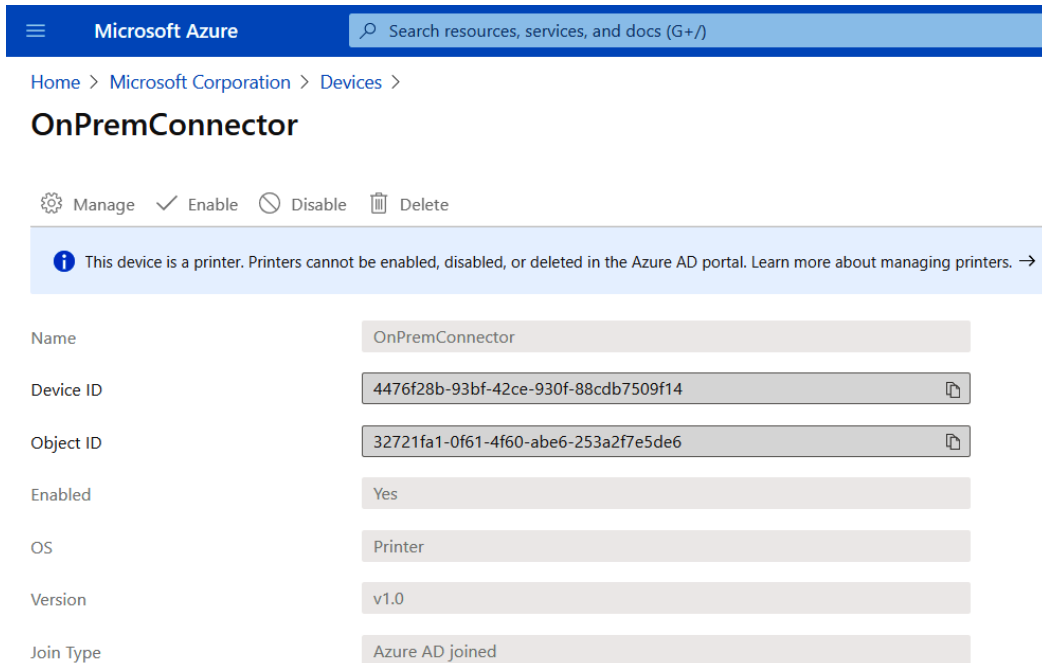 Microsoft Azure
Search resources, services, and docs (G+/)
Home > Microsoft Corporation > Devices >
OnPremConnector
Manage Enable Disable Delete
This device is a printer. Printers cannot be enabled, disabled, or deleted in the Azure AD portal. Learn more about managing printers. →
Name OnPremConnector
Device ID 4476f28b-93bf-42ce-930f-88cdb7509f14
Object ID 32721fa1-0f61-4f60-abe6-253a2f7e5de6
Enabled Yes
OS Printer
Version v1.0
Join Type Azure AD joined